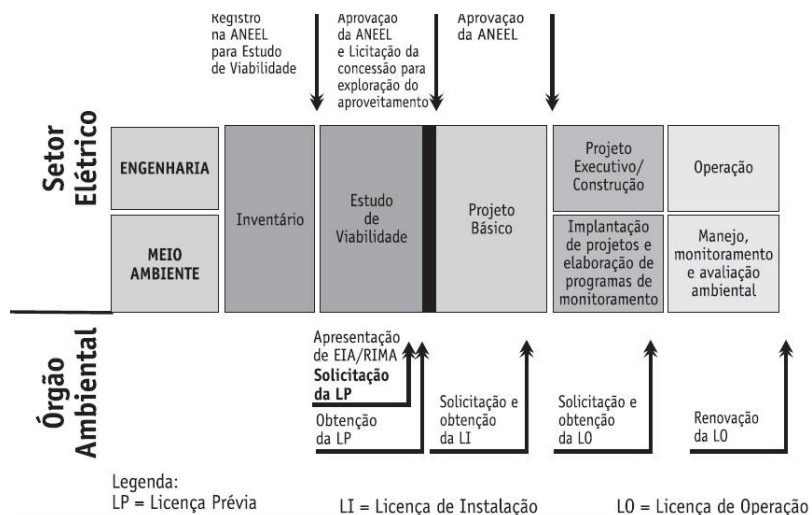 Registro
na ANEEL
para Estudo
de Viabilidade
Aprovação
da ANEEL
e Licitação da
concessão para
exploração do
aproveitamento
Aprovação
da ANEEL
Setor
Elétrico
ENGENHARIA
MEIO
AMBIENTE
Inventário
Estudo
de
Viabilidade
Projeto
Básico
Projeto
Executivo/
Construção
Implantação
de projetos e
elaboração de
programas de
monitoramento
Operação
Manejo,
monitoramento
e avaliação
ambiental
Órgão
Ambiental
Apresentação
de EIA/RIMA
Solicitação
da LP
Obtenção
da LP
Solicitação e
obtenção
da LI
Solicitação e
obtenção
da LO
Renovação
da LO
Legenda:
LP = Licença Prévia
LI = Licença de Instalação
LO = Licença de Operação